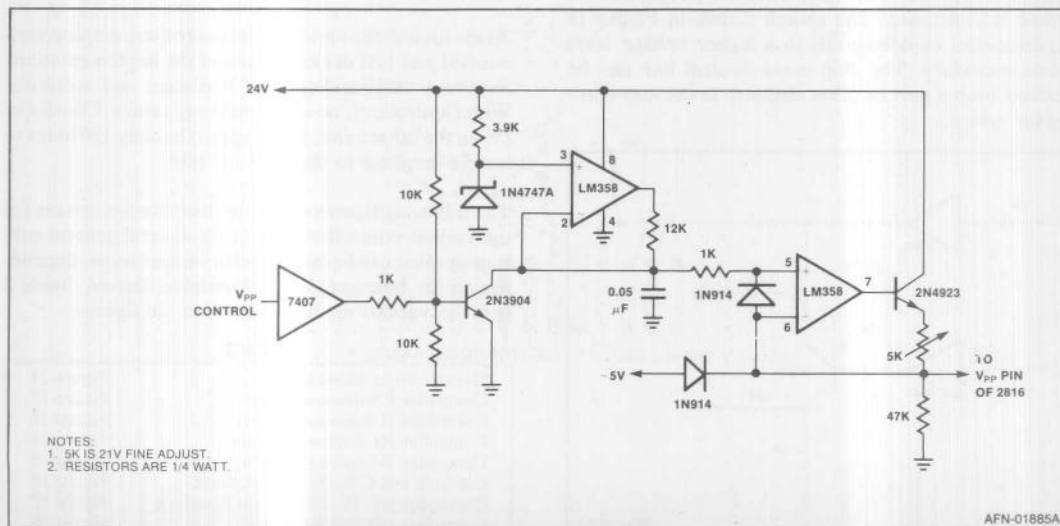 24V
3.9K
3
+
8
10K
1N4747A
LM358
2
−
4
12K
1K
1K
5
+
7
V_PP
CONTROL
7407
2N3904
0.05
µF
1N914
LM358
2N4923
6
−
10K
5K
−5V
TO
V_PP PIN
OF 2816
1N914
47K
NOTES:
1. 5K IS 21V FINE ADJUST.
2. RESISTORS ARE 1/4 WATT.
AFN-01885A